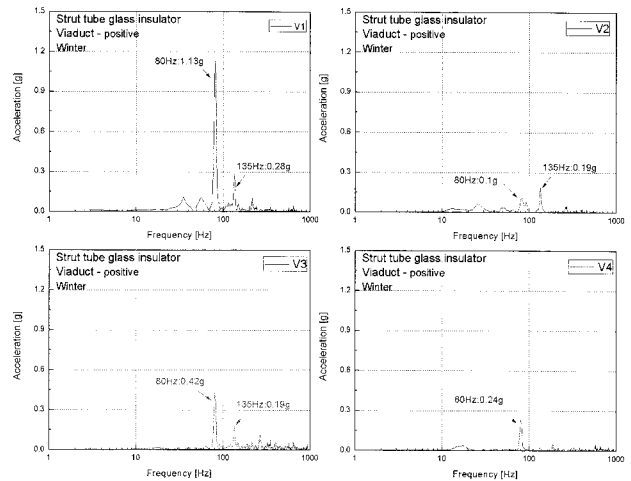 Strut tube glass insulator
Viaduct - positive
Winter
V1
80Hz:1.13g
135Hz:0.28g
Acceleration [g]
1.5
1.2
0.9
0.6
0.3
0.0
1 10 100 1000
Frequency [Hz]
Strut tube glass insulator
Viaduct - positive
Winter
V2
80Hz:0.1g
135Hz:0.19g
Acceleration [g]
1.5
1.2
0.9
0.6
0.3
0.0
1 10 100 1000
Frequency [Hz]
Strut tube glass insulator
Viaduct - positive
Winter
V3
80Hz:0.42g
135Hz:0.19g
Acceleration [g]
1.5
1.2
0.9
0.6
0.3
0.0
1 10 100 1000
Frequency [Hz]
Strut tube glass insulator
Viaduct - positive
Winter
V4
60Hz:0.24g
Acceleration [g]
1.5
1.2
0.9
0.6
0.3
0.0
1 10 100 1000
Frequency [Hz]